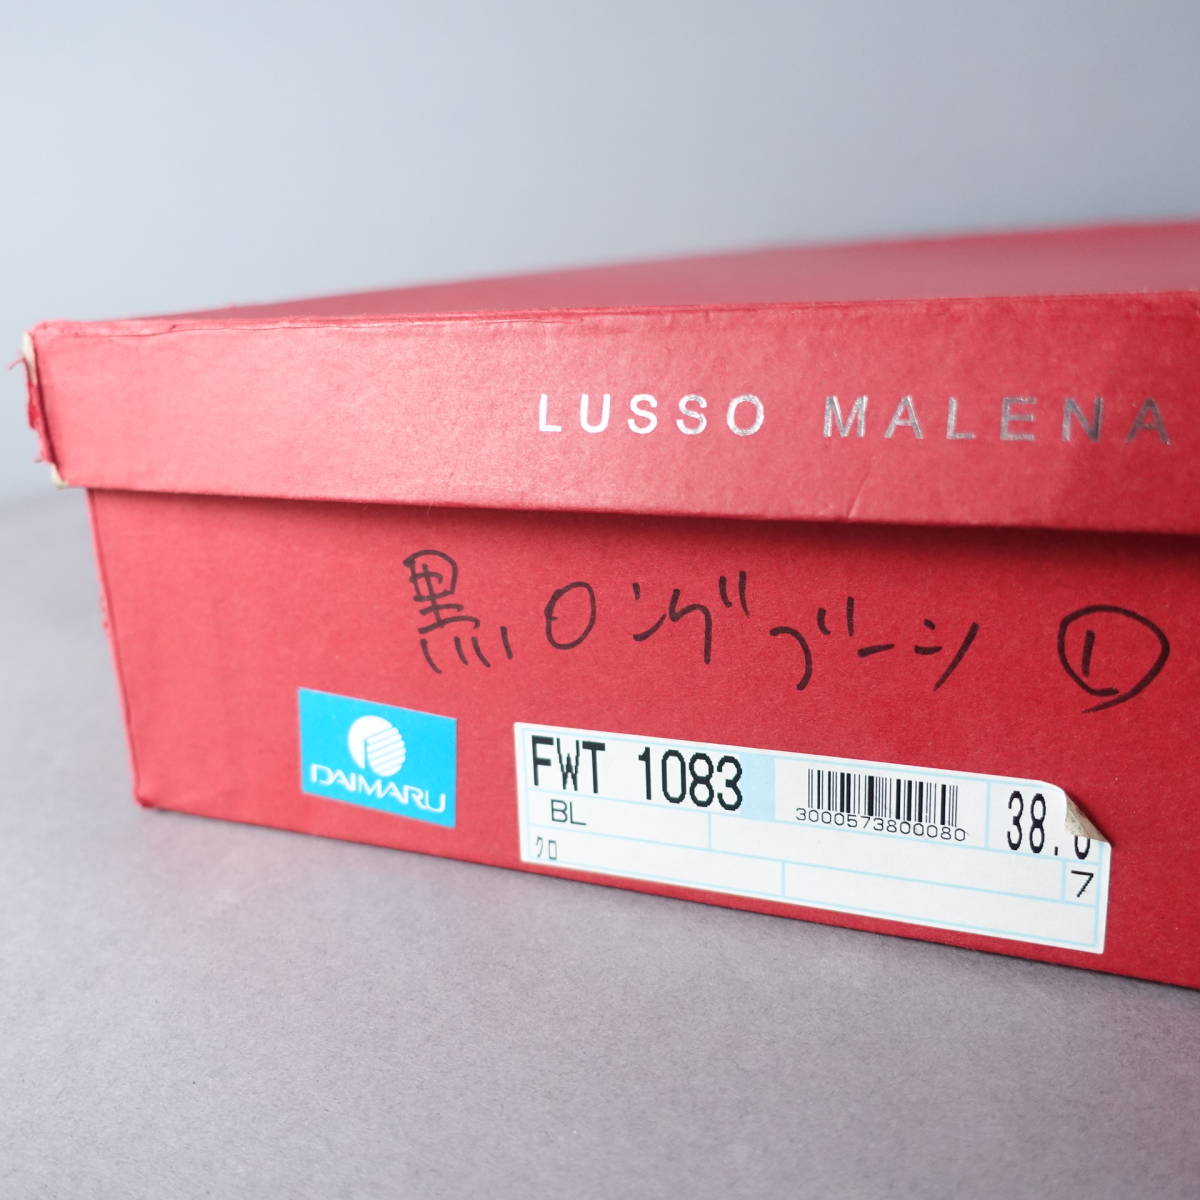 LUSSO MALENA
黒ロングブーツ ①
DAIMARU
FWT 1083
3000573800080
BL
クロ
7